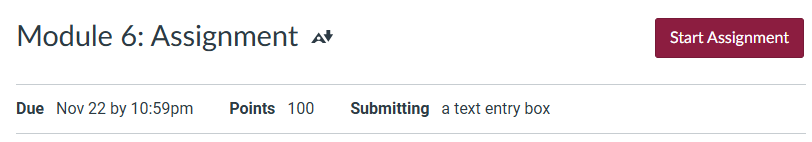 Module 6: Assignment
Start Assignment
Due Nov 22 by 10:59pm Points 100 Submitting a text entry box